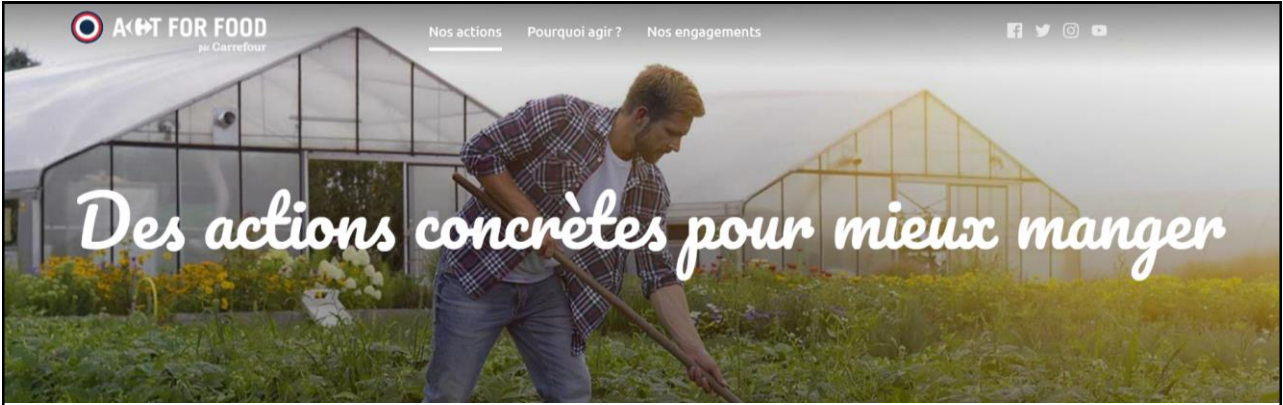 ACT FOR FOOD
par Carrefour
Nos actions Pourquoi agir ? Nos engagements
Des actions concrètes pour mieux manger